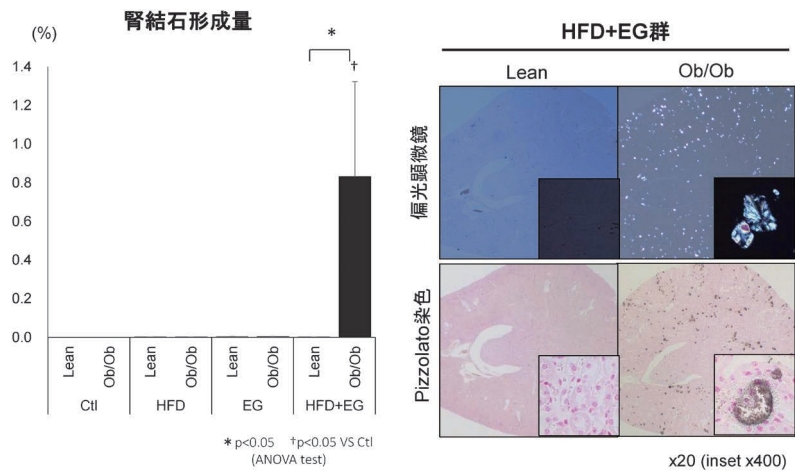 腎結石形成量
(%)
*
†
1.4
1.2
1.0
0.8
0.6
0.4
0.2
0.0
Lean
Ob/Ob
Lean
Ob/Ob
Lean
Ob/Ob
Lean
Ob/Ob
Ctl
HFD
EG
HFD+EG
* p<0.05 †p<0.05 VS Ctl
(ANOVA test)
HFD+EG群
Lean
Ob/Ob
偏光顕微鏡
Pizzolato染色
x20 (inset x400)